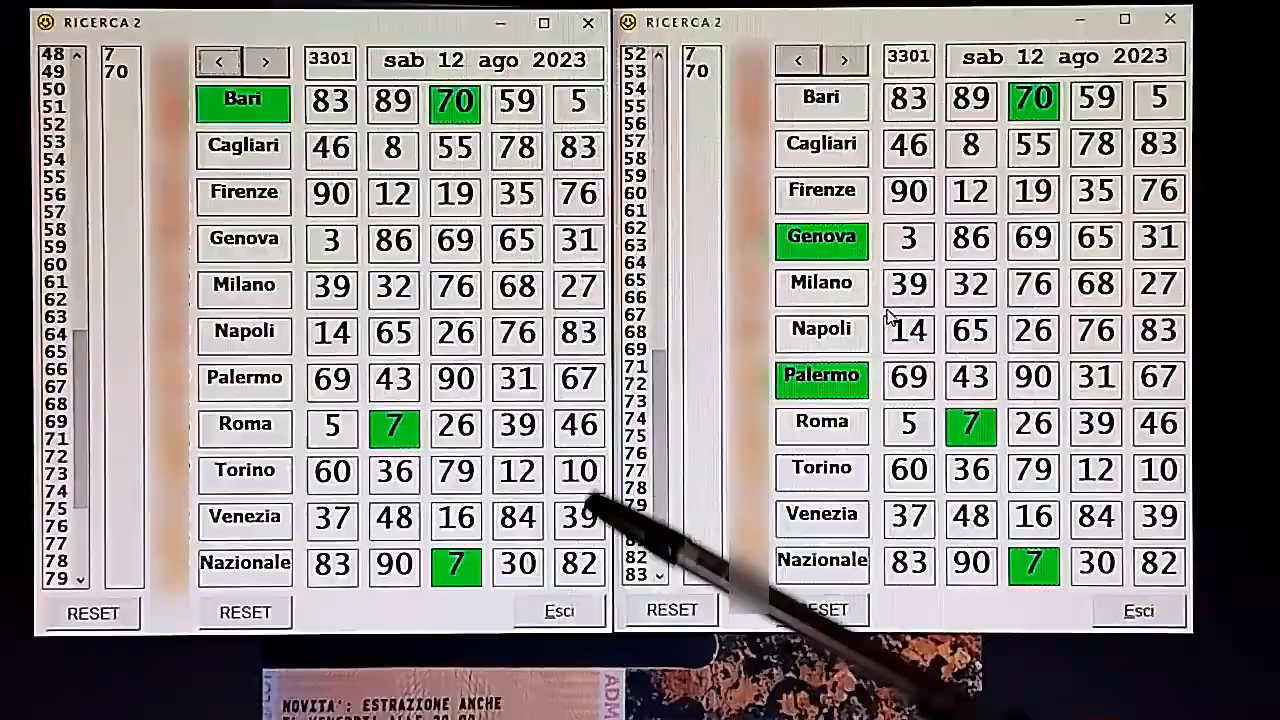 RICERCA 2
48
49
50
51
52
53
54
55
56
57
58
59
60
61
62
63
64
65
66
67
68
69
71
72
73
74
75
76
77
78
79
7
70
< > 3301 sab 12 ago 2023
Bari 83 89 70 59 5
Cagliari 46 8 55 78 83
Firenze 90 12 19 35 76
Genova 3 86 69 65 31
Milano 39 32 76 68 27
Napoli 14 65 26 76 83
Palermo 69 43 90 31 67
Roma 5 7 26 39 46
Torino 60 36 79 12 10
Venezia 37 48 16 84 39
Nazionale 83 90 7 30 82
RESET RESET Esci
RICERCA 2
52
53
54
55
56
57
58
59
60
61
62
63
64
65
66
67
68
69
71
72
73
74
75
76
77
78
79
82
83
7
70
< > 3301 sab 12 ago 2023
Bari 83 89 70 59 5
Cagliari 46 8 55 78 83
Firenze 90 12 19 35 76
Genova 3 86 69 65 31
Milano 39 32 76 68 27
Napoli 14 65 26 76 83
Palermo 69 43 90 31 67
Roma 5 7 26 39 46
Torino 60 36 79 12 10
Venezia 37 48 16 84 39
Nazionale 83 90 7 30 82
RESET RESET Esci
NOVITA': ESTRAZIONE ANCHE
ADM